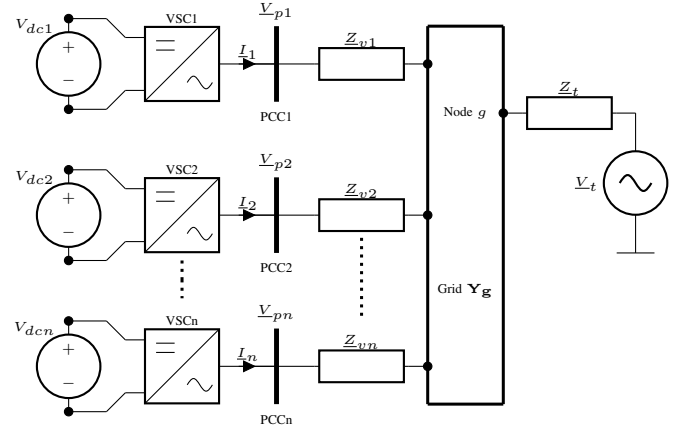 V_dc1
+
−
VSC1
I_1
V_p1
PCC1
Z_v1
Node g
Z_t
V_t
V_dc2
+
−
VSC2
I_2
V_p2
PCC2
Z_v2
Grid Y_g
V_dcn
+
−
VSCn
I_n
V_pn
PCCn
Z_vn